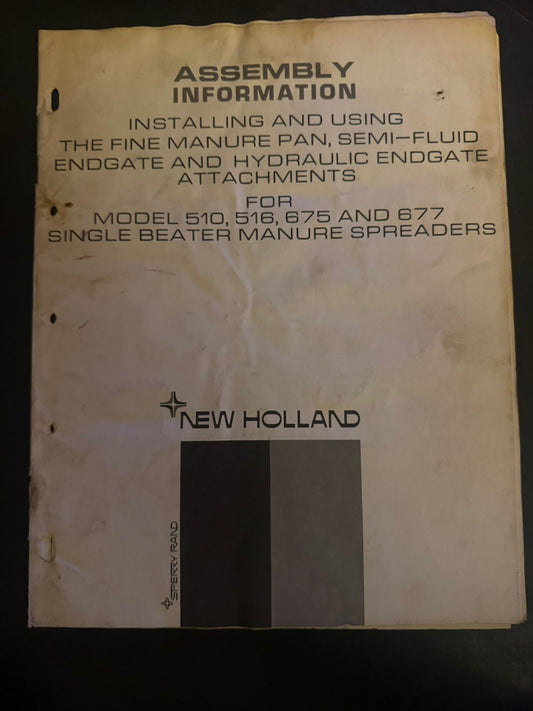 ASSEMBLY
INFORMATION
INSTALLING AND USING
THE FINE MANURE PAN, SEMI-FLUID
ENDGATE AND HYDRAULIC ENDGATE
ATTACHMENTS
FOR
MODEL 510, 516, 675 AND 677
SINGLE BEATER MANURE SPREADERS
NEW HOLLAND
SPERRY RAND